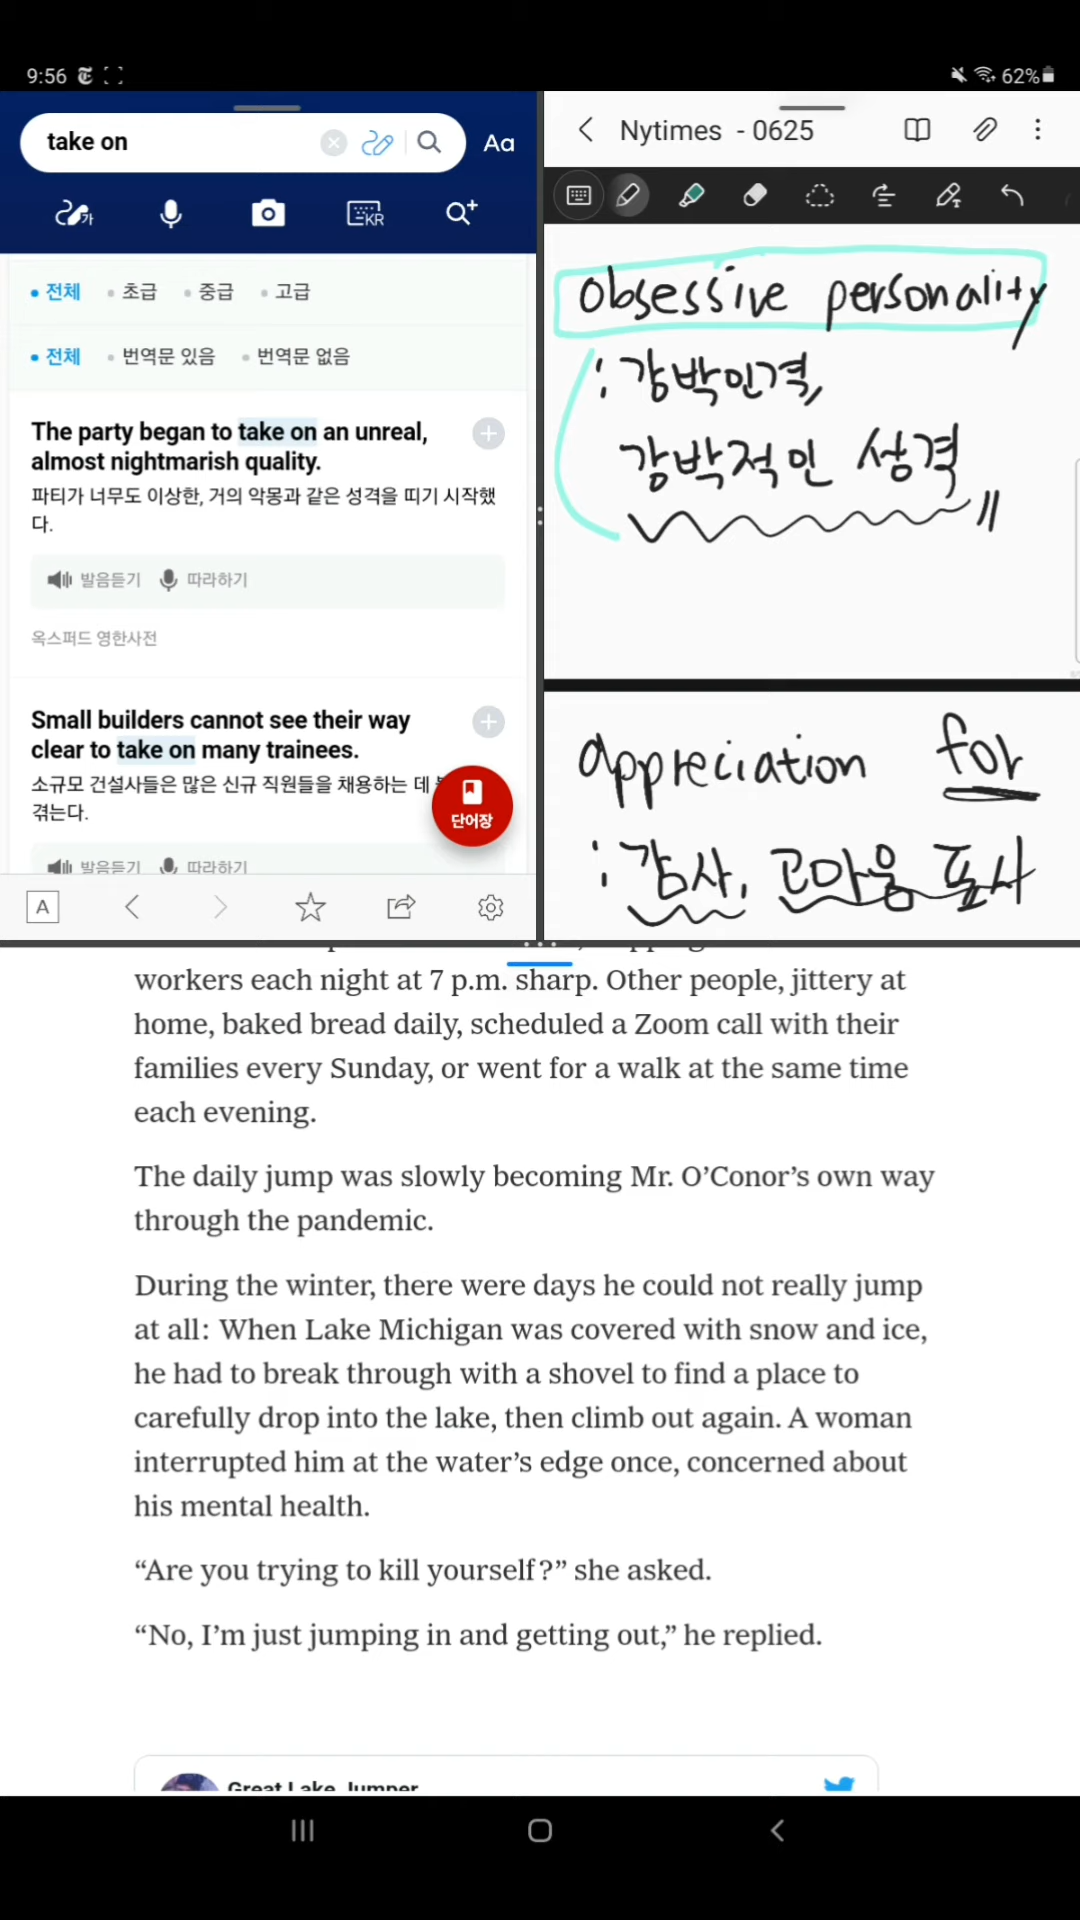 9:56
62%
take on
Aa
가
KR
전체 초급 중급 고급
전체 번역문 있음 번역문 없음
The party began to take on an unreal,
almost nightmarish quality.
파티가 너무도 이상한, 거의 악몽과 같은 성격을 띠기 시작했
다.
발음듣기 따라하기
옥스퍼드 영한사전
Small builders cannot see their way
clear to take on many trainees.
소규모 건설사들은 많은 신규 직원들을 채용하는 데
겪는다.
단어장
발음듣기 따라하기
A
Nytimes - 0625
obsessive personality
: 강박인격,
강박적인 성격
appreciation for
: 감사, 고마움 표시
workers each night at 7 p.m. sharp. Other people, jittery at
home, baked bread daily, scheduled a Zoom call with their
families every Sunday, or went for a walk at the same time
each evening.
The daily jump was slowly becoming Mr. O’Conor’s own way
through the pandemic.
During the winter, there were days he could not really jump
at all: When Lake Michigan was covered with snow and ice,
he had to break through with a shovel to find a place to
carefully drop into the lake, then climb out again. A woman
interrupted him at the water’s edge once, concerned about
his mental health.
“Are you trying to kill yourself?” she asked.
“No, I’m just jumping in and getting out,” he replied.
Great Lake Jumper